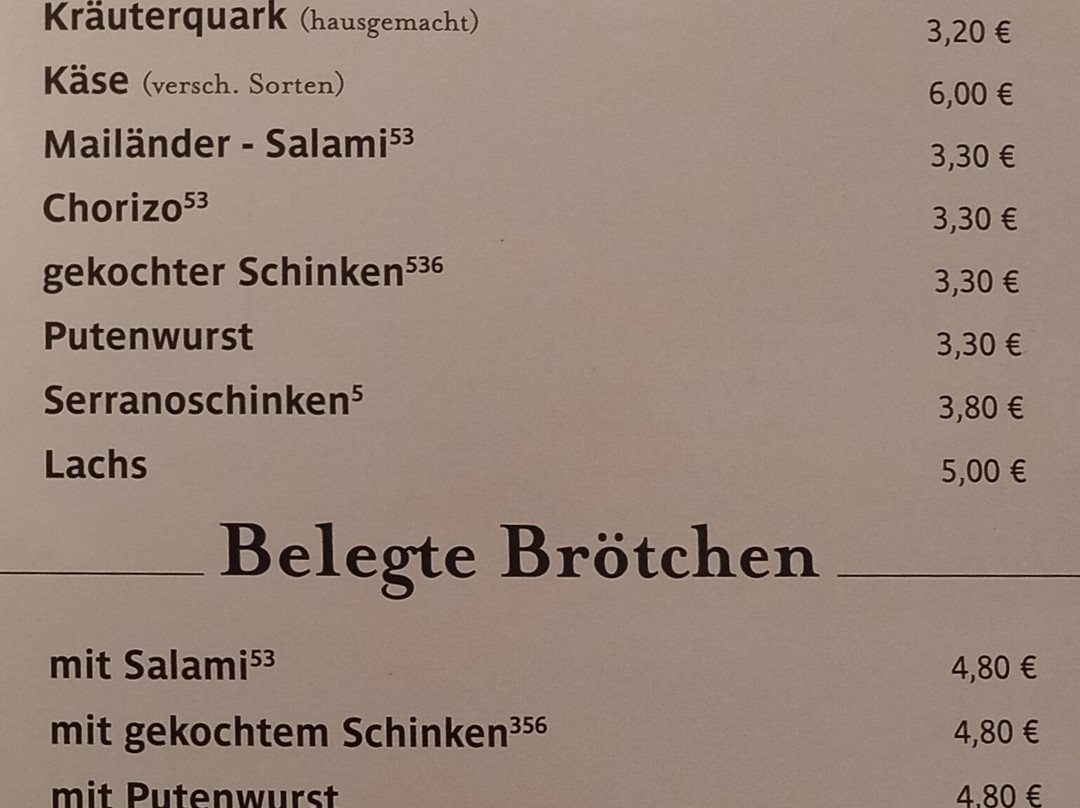 Kräuterquark (hausgemacht) 3,20 €
Käse (versch. Sorten) 6,00 €
Mailänder - Salami⁵³ 3,30 €
Chorizo⁵³ 3,30 €
gekochter Schinken⁵³⁶ 3,30 €
Putenwurst 3,30 €
Serranoschinken⁵ 3,80 €
Lachs 5,00 €
Belegte Brötchen
mit Salami⁵³ 4,80 €
mit gekochtem Schinken³⁵⁶ 4,80 €
mit Putenwurst 4,80 €